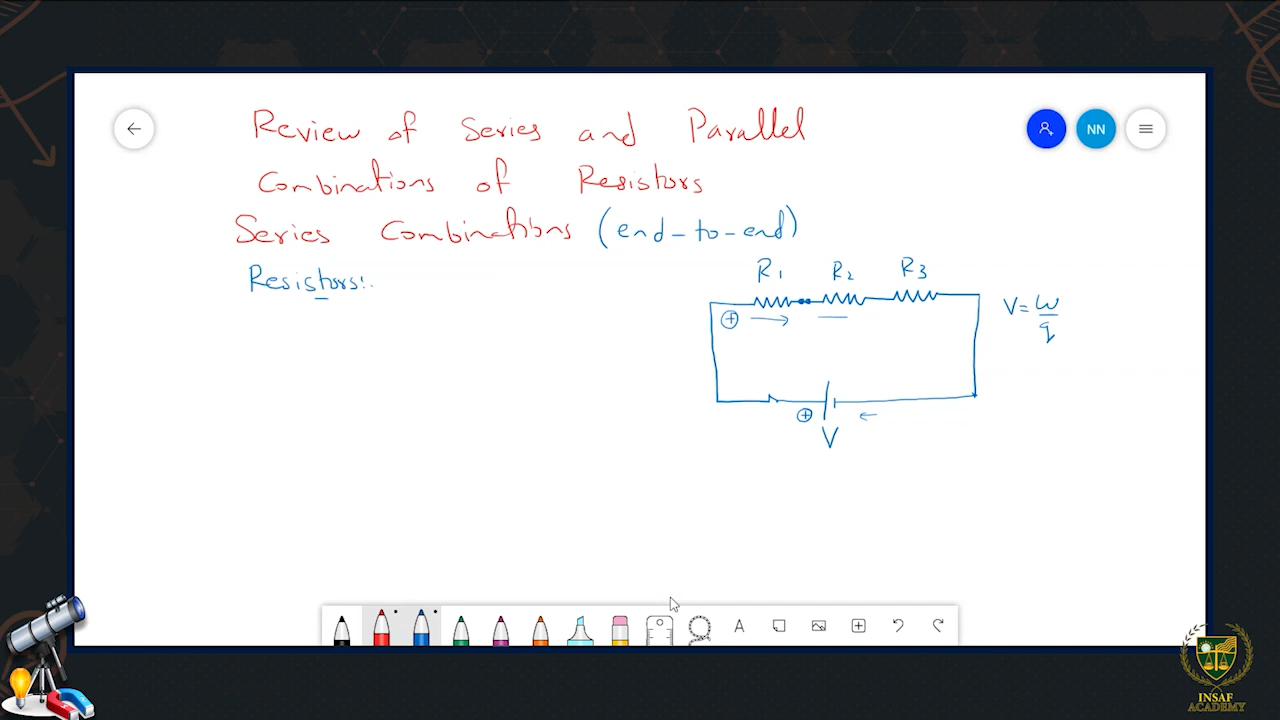 Review of Series and Parallel
Combinations of Resistors
Series Combinations (end-to-end)
Resistors:
R1 R2 R3
V = W/q
+
+
V
NN
A
INSAF
ACADEMY